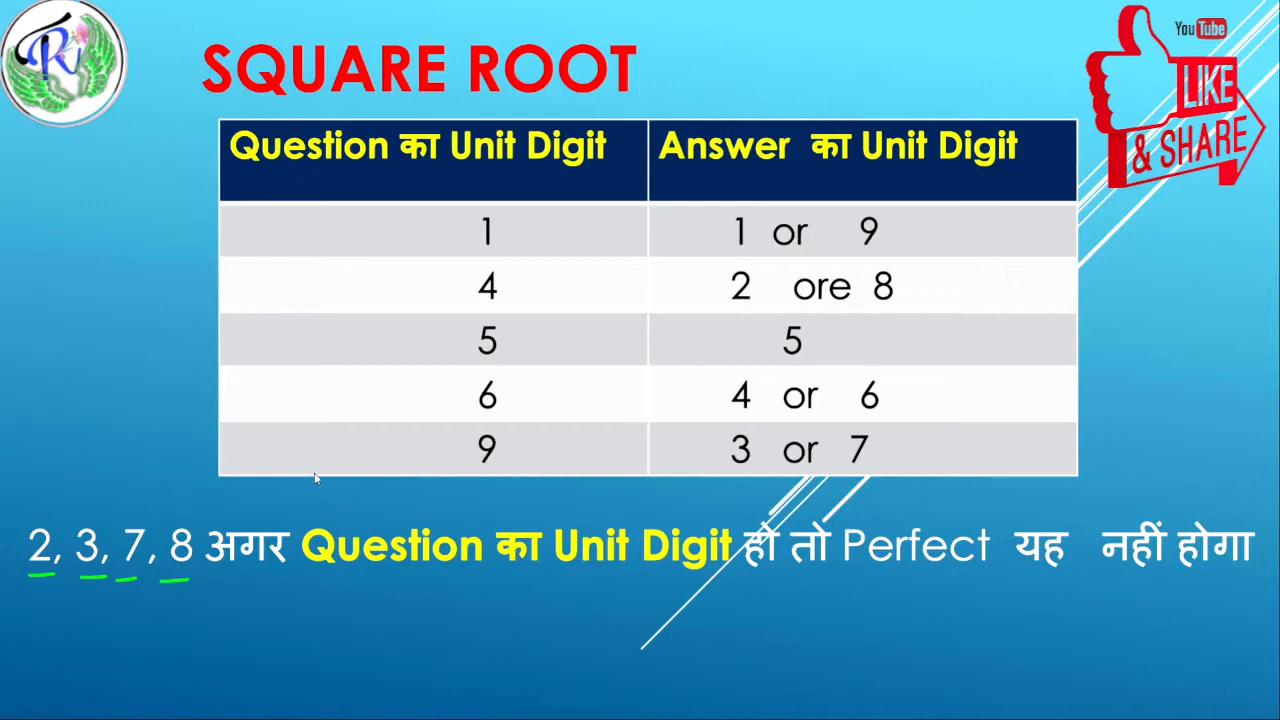 You Tube
SQUARE ROOT
LIKE
& SHARE
Question का Unit Digit Answer का Unit Digit
1 1 or 9
4 2 ore 8
5 5
6 4 or 6
9 3 or 7
2, 3, 7, 8 अगर Question का Unit Digit हो तो Perfect यह नहीं होगा